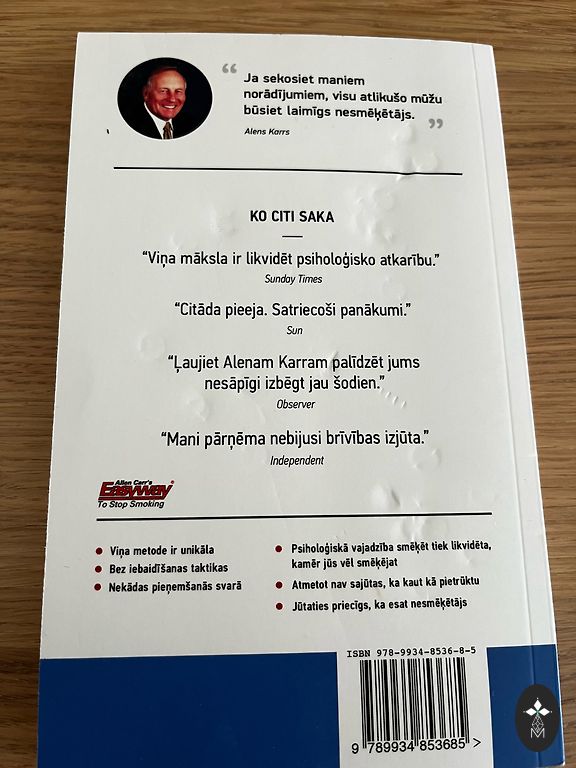 “ Ja sekosiet maniem
norādījumiem, visu atlikušo mūžu
būsiet laimīgs nesmēķētājs. ”
Alens Karrs
KO CITI SAKA
“Viņa māksla ir likvidēt psiholoģisko atkarību.”
Sunday Times
“Citāda pieeja. Satriecoši panākumi.”
Sun
“Ļaujiet Alenam Karram palīdzēt jums
nesāpīgi izbēgt jau šodien.”
Observer
“Mani pārņēma nebijusi brīvības izjūta.”
Independent
Allen Carr's
Easyway
To Stop Smoking
• Viņa metode ir unikāla
• Bez iebaidīšanas taktikas
• Nekādas pieņemšanās svarā
• Psiholoģiskā vajadzība smēķēt tiek likvidēta,
kamēr jūs vēl smēķējat
• Atmetot nav sajūtas, ka kaut kā pietrūktu
• Jūtaties priecīgs, ka esat nesmēķētājs
ISBN 978-9934-8536-8-5
9 789934 853685 >
M